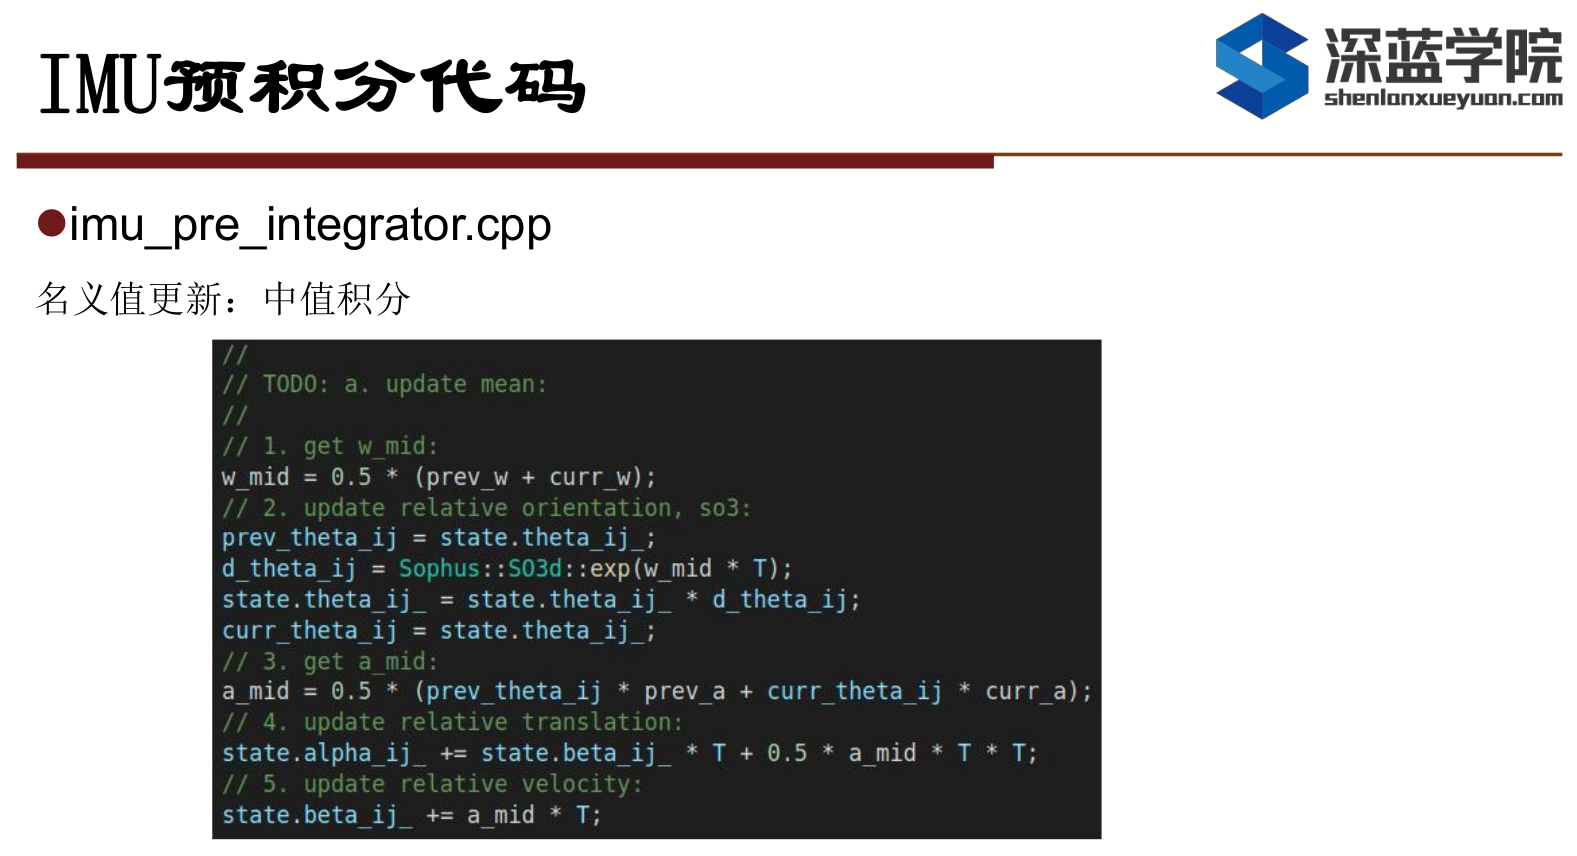 IMU预积分代码
深蓝学院
shenlanxueyuan.com
imu_pre_integrator.cpp
名义值更新：中值积分
//
// TODO: a. update mean:
//
// 1. get w_mid:
w_mid = 0.5 * (prev_w + curr_w);
// 2. update relative orientation, so3:
prev_theta_ij = state.theta_ij_;
d_theta_ij = Sophus::SO3d::exp(w_mid * T);
state.theta_ij_ = state.theta_ij_ * d_theta_ij;
curr_theta_ij = state.theta_ij_;
// 3. get a_mid:
a_mid = 0.5 * (prev_theta_ij * prev_a + curr_theta_ij * curr_a);
// 4. update relative translation:
state.alpha_ij_ += state.beta_ij_ * T + 0.5 * a_mid * T * T;
// 5. update relative velocity:
state.beta_ij_ += a_mid * T;